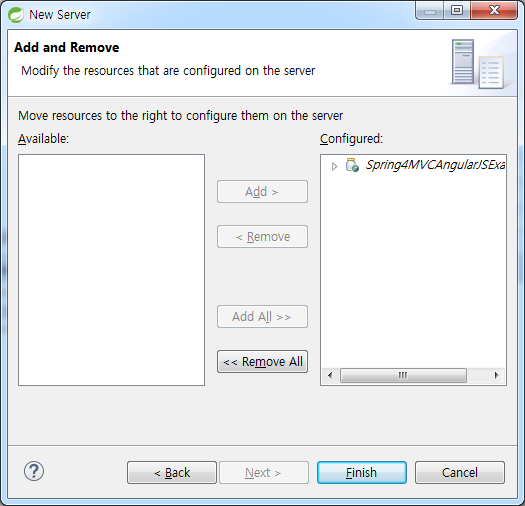 New Server
Add and Remove
Modify the resources that are configured on the server
Move resources to the right to configure them on the server
Available:
Configured:
Spring4MVCAngularJSExa
Add >
< Remove
Add All >>
<< Remove All
< Back
Next >
Finish
Cancel